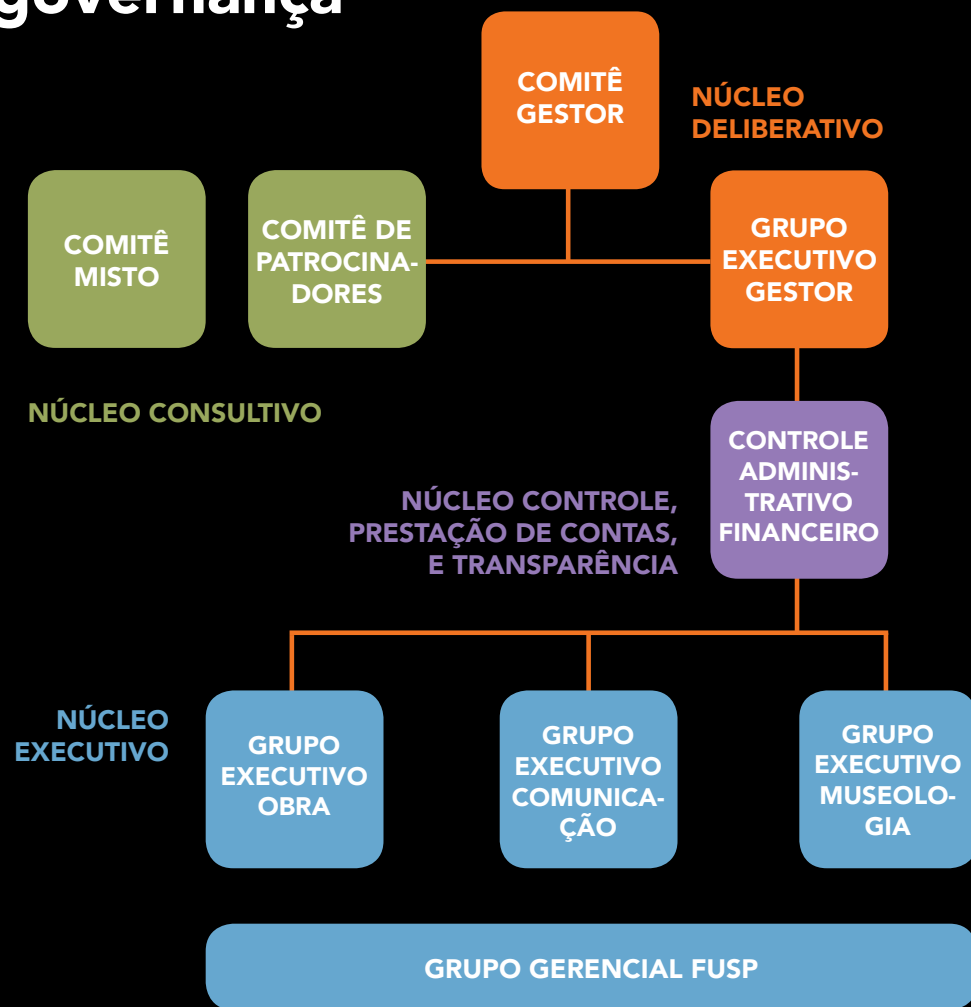 governança
COMITÊ
GESTOR
NÚCLEO
DELIBERATIVO
COMITÊ
MISTO
COMITÊ DE
PATROCINA-
DORES
GRUPO
EXECUTIVO
GESTOR
NÚCLEO CONSULTIVO
CONTROLE
ADMINIS-
TRATIVO
FINANCEIRO
NÚCLEO CONTROLE,
PRESTAÇÃO DE CONTAS,
E TRANSPARÊNCIA
NÚCLEO
EXECUTIVO
GRUPO
EXECUTIVO
OBRA
GRUPO
EXECUTIVO
COMUNICA-
ÇÃO
GRUPO
EXECUTIVO
MUSEOLO-
GIA
GRUPO GERENCIAL FUSP